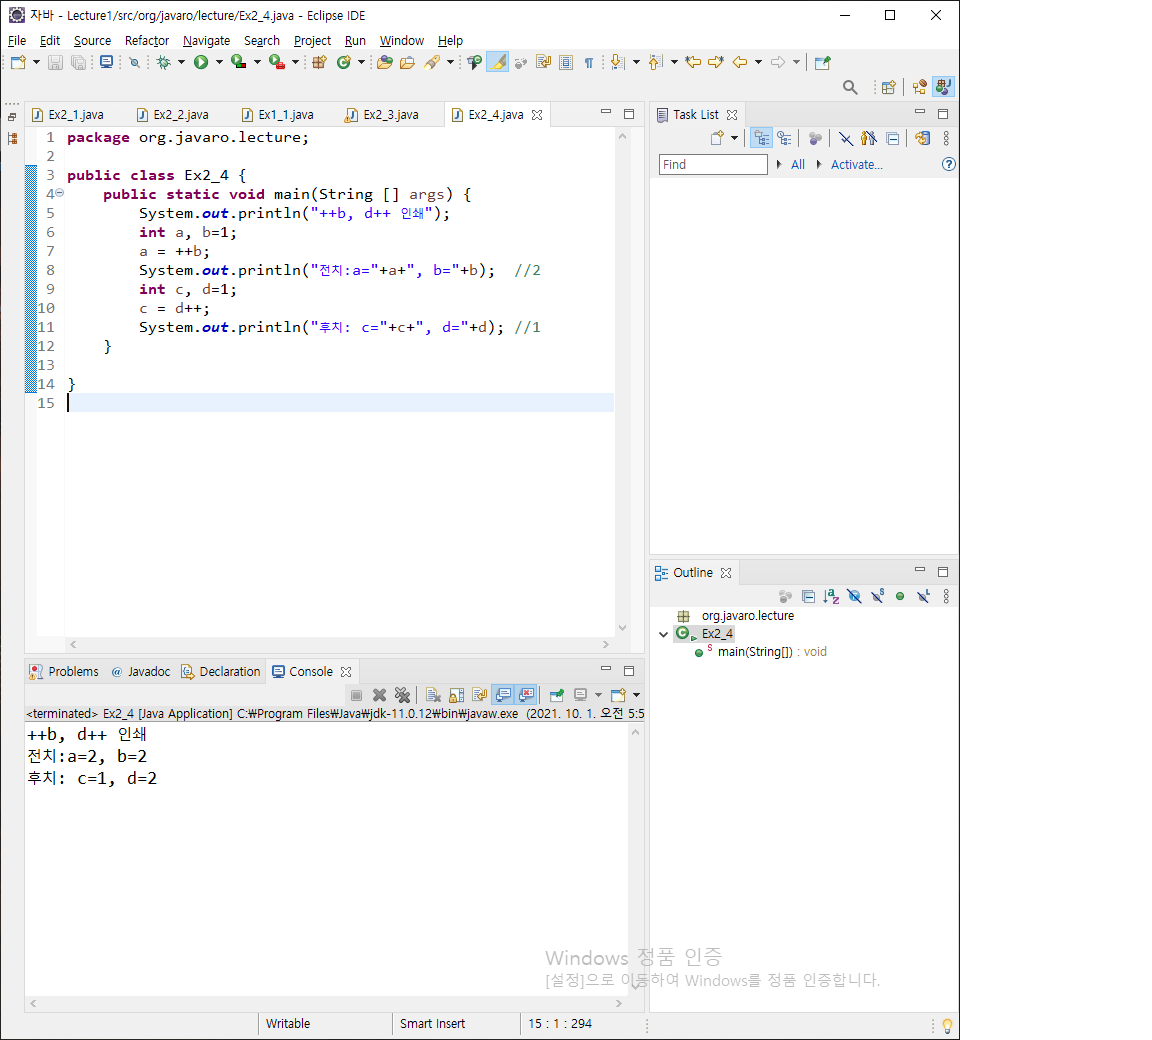 자바 - Lecture1/src/org/javaro/lecture/Ex2_4.java - Eclipse IDE
File Edit Source Refactor Navigate Search Project Run Window Help
Ex2_1.java Ex2_2.java Ex1_1.java Ex2_3.java Ex2_4.java
1 package org.javaro.lecture;
2
3 public class Ex2_4 {
4 public static void main(String [] args) {
5 System.out.println("++b, d++ 인쇄");
6 int a, b=1;
7 a = ++b;
8 System.out.println("전치:a="+a+", b="+b); //2
9 int c, d=1;
10 c = d++;
11 System.out.println("후치: c="+c+", d="+d); //1
12 }
13
14 }
15
Task List
Find All Activate...
Outline
org.javaro.lecture
Ex2_4
main(String[]) : void
Problems Javadoc Declaration Console
<terminated> Ex2_4 [Java Application] C:₩Program Files₩Java₩jdk-11.0.12₩bin₩javaw.exe (2021. 10. 1. 오전 5:5
++b, d++ 인쇄
전치:a=2, b=2
후치: c=1, d=2
Windows 정품 인증
[설정]으로 이동하여 Windows를 정품 인증합니다.
Writable Smart Insert 15 : 1 : 294